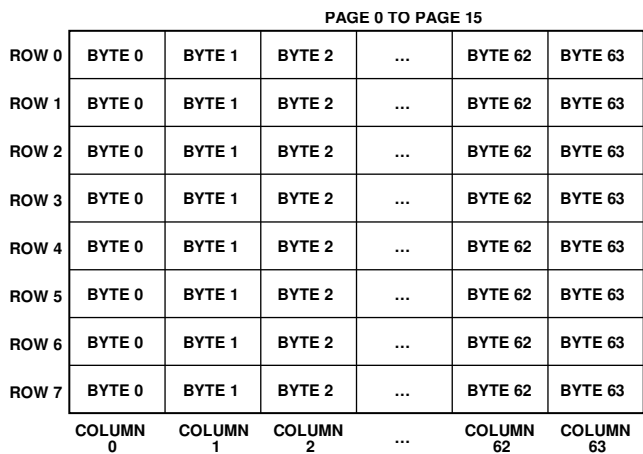 PAGE 0 TO PAGE 15
ROW 0 BYTE 0 BYTE 1 BYTE 2 ... BYTE 62 BYTE 63
ROW 1 BYTE 0 BYTE 1 BYTE 2 ... BYTE 62 BYTE 63
ROW 2 BYTE 0 BYTE 1 BYTE 2 ... BYTE 62 BYTE 63
ROW 3 BYTE 0 BYTE 1 BYTE 2 ... BYTE 62 BYTE 63
ROW 4 BYTE 0 BYTE 1 BYTE 2 ... BYTE 62 BYTE 63
ROW 5 BYTE 0 BYTE 1 BYTE 2 ... BYTE 62 BYTE 63
ROW 6 BYTE 0 BYTE 1 BYTE 2 ... BYTE 62 BYTE 63
ROW 7 BYTE 0 BYTE 1 BYTE 2 ... BYTE 62 BYTE 63
COLUMN COLUMN COLUMN ... COLUMN COLUMN
0 1 2 62 63